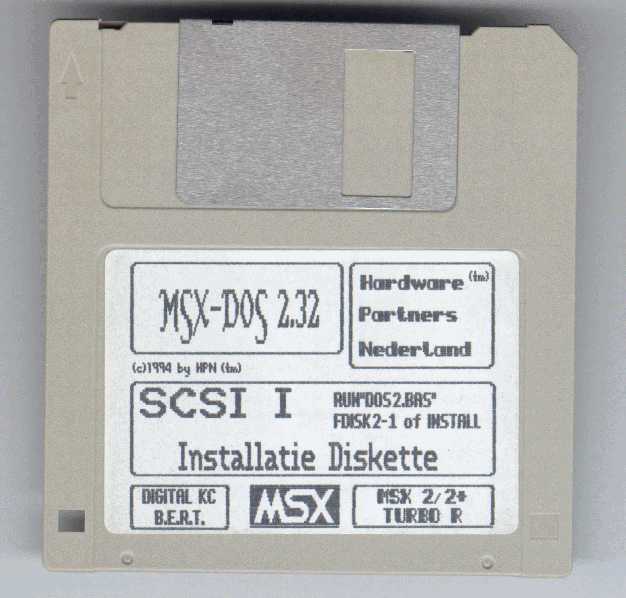 MSX-DOS 2.32
Hardware (tm)
Partners
Nederland
(c)1994 by HPN (tm)
SCSI I
RUN"DOS2.BAS"
FDISK2-1 of INSTALL
Installatie Diskette
DIGITAL KC
B.E.R.T.
MSX
MSX 2/2+
TURBO R